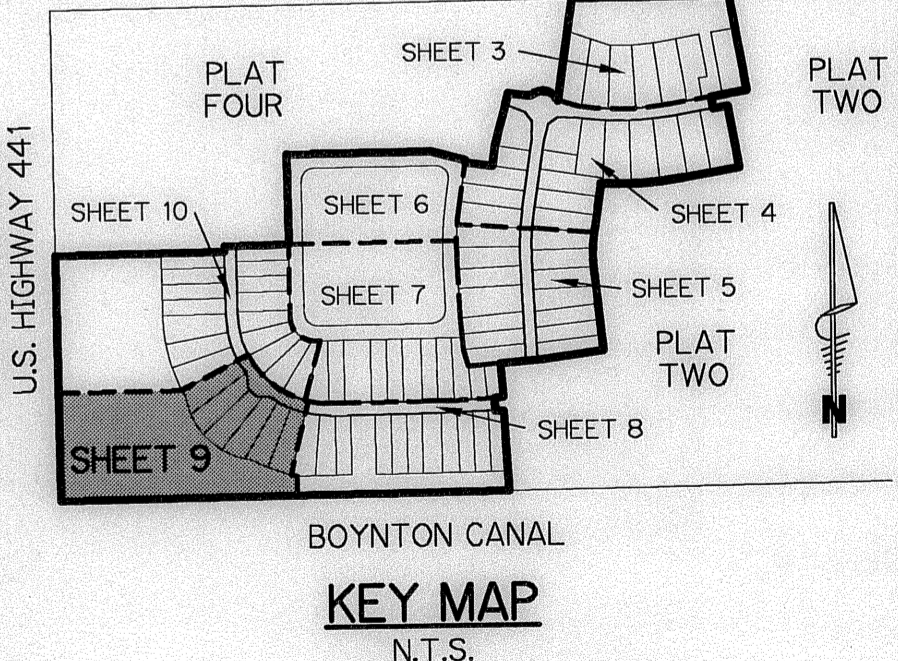 SHEET 3
PLAT
FOUR
PLAT
TWO
U.S. HIGHWAY 441
SHEET 10
SHEET 6
SHEET 4
SHEET 7
SHEET 5
PLAT
TWO
N
SHEET 8
SHEET 9
BOYNTON CANAL
KEY MAP
N.T.S.